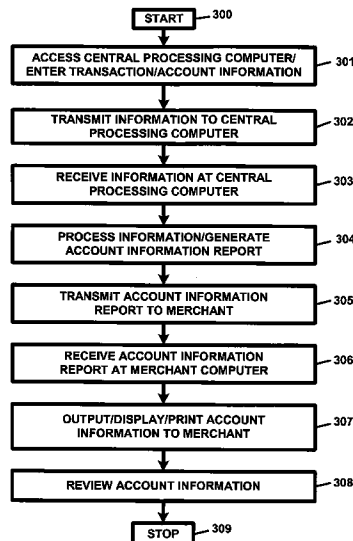 START 300
ACCESS CENTRAL PROCESSING COMPUTER/
ENTER TRANSACTION/ACCOUNT INFORMATION
301
TRANSMIT INFORMATION TO CENTRAL
PROCESSING COMPUTER
302
RECEIVE INFORMATION AT CENTRAL
PROCESSING COMPUTER
303
PROCESS INFORMATION/GENERATE
ACCOUNT INFORMATION REPORT
304
TRANSMIT ACCOUNT INFORMATION
REPORT TO MERCHANT
305
RECEIVE ACCOUNT INFORMATION
REPORT AT MERCHANT COMPUTER
306
OUTPUT/DISPLAY/PRINT ACCOUNT
INFORMATION TO MERCHANT
307
REVIEW ACCOUNT INFORMATION
308
STOP 309